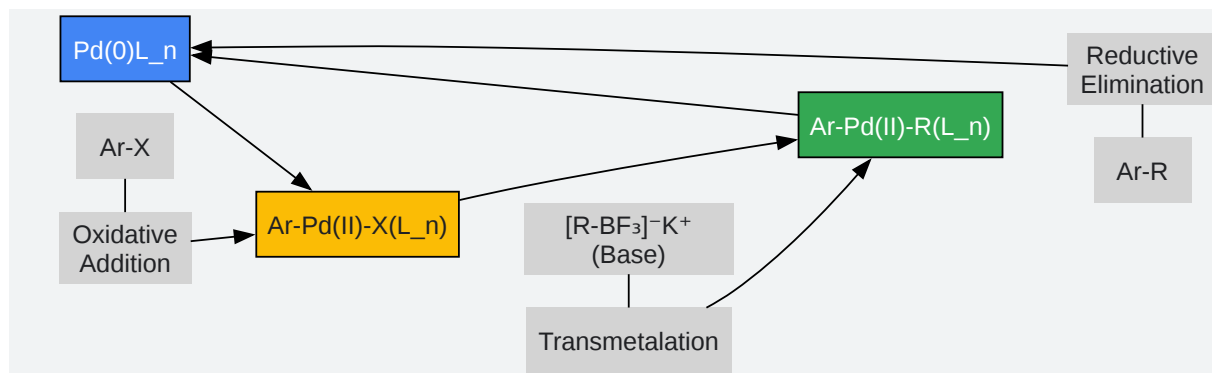 Pd(0)L_n
Reductive
Elimination
Ar-Pd(II)-R(L_n)
Ar-X
Ar-R
Ar-Pd(II)-X(L_n)
[R-BF₃]⁻K⁺
(Base)
Oxidative
Addition
Transmetalation